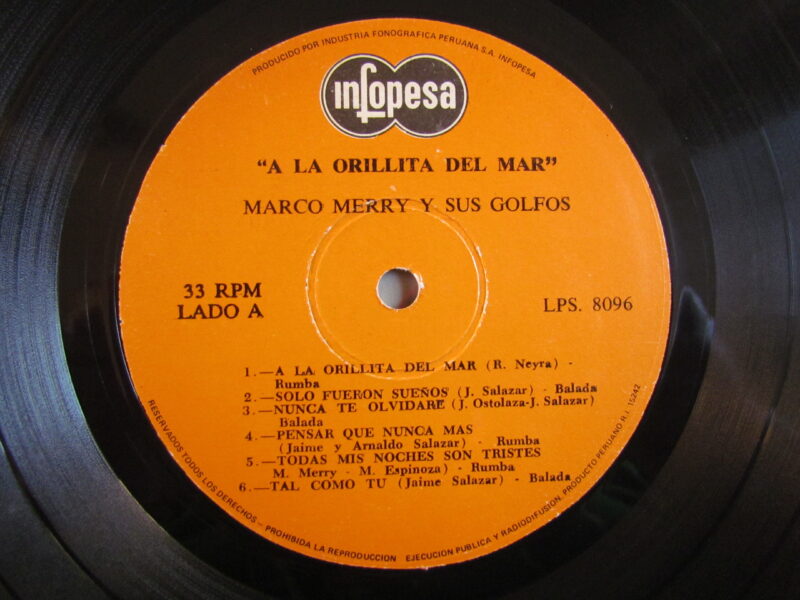 PRODUCIDO POR INDUSTRIA FONOGRAFICA PERUANA S.A. INFOPESA
infopesa
"A LA ORILLITA DEL MAR"
MARCO MERRY Y SUS GOLFOS
33 RPM
LADO A
LPS. 8096
1.—A LA ORILLITA DEL MAR (R. Neyra) -
Rumba
2.—SOLO FUERON SUEÑOS (J. Salazar) - Balada
3.—NUNCA TE OLVIDARE (J. Ostolaza-J. Salazar)
Balada
4.—PENSAR QUE NUNCA MAS
(Jaime y Arnaldo Salazar) - Rumba
5.—TODAS MIS NOCHES SON TRISTES
M. Merry - M. Espinoza) - Rumba
6.—TAL COMO TU (Jaime Salazar) - Balada
RESERVADOS TODOS LOS DERECHOS - PROHIBIDA LA REPRODUCCION EJECUCION PUBLICA Y RADIODIFUSION. PRODUCTO PERUANO R.I. 15242